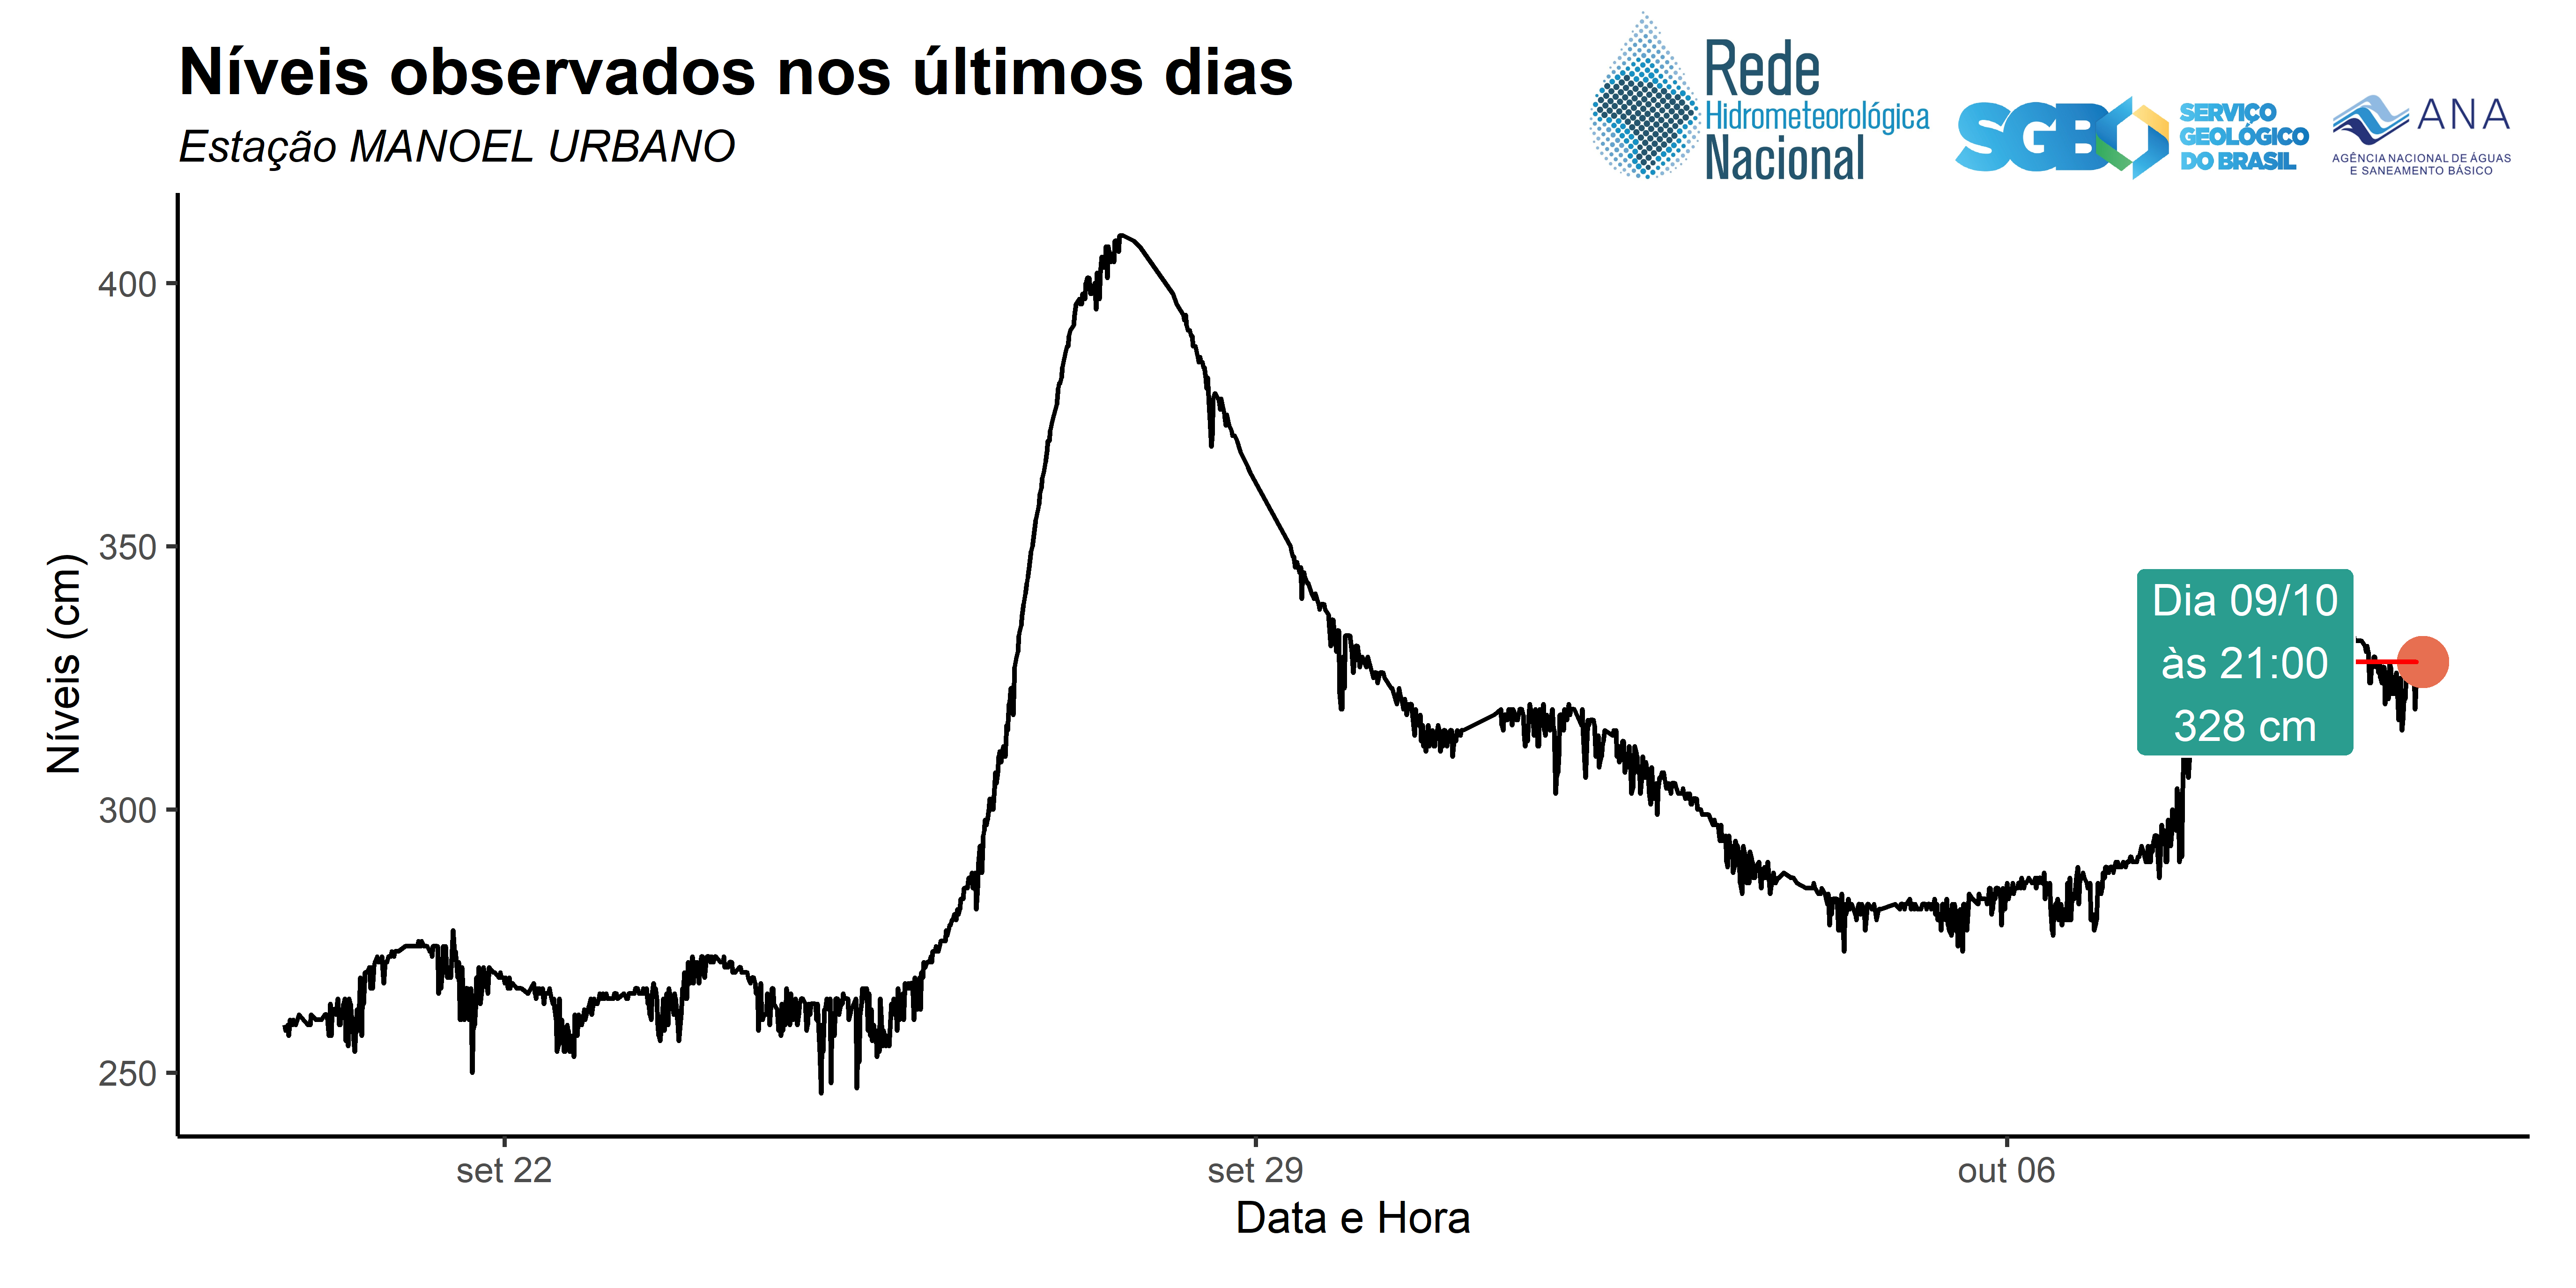 Níveis observados nos últimos dias
Estação MANOEL URBANO
Rede
Hidrometeorológica
Nacional
SGB
SERVIÇO
GEOLÓGICO
DO BRASIL
ANA
AGÊNCIA NACIONAL DE ÁGUAS
E SANEAMENTO BÁSICO
Níveis (cm)
400
350
300
250
Dia 09/10
às 21:00
328 cm
set 22
set 29
out 06
Data e Hora